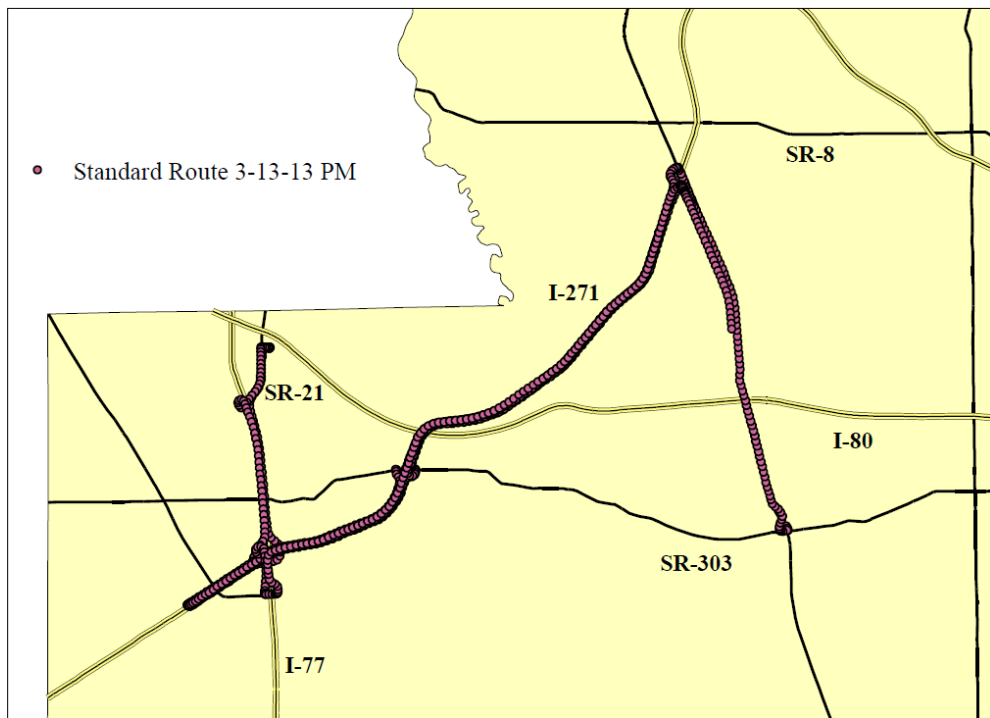 SR-8
Standard Route 3-13-13 PM
I-271
SR-21
I-80
SR-303
I-77